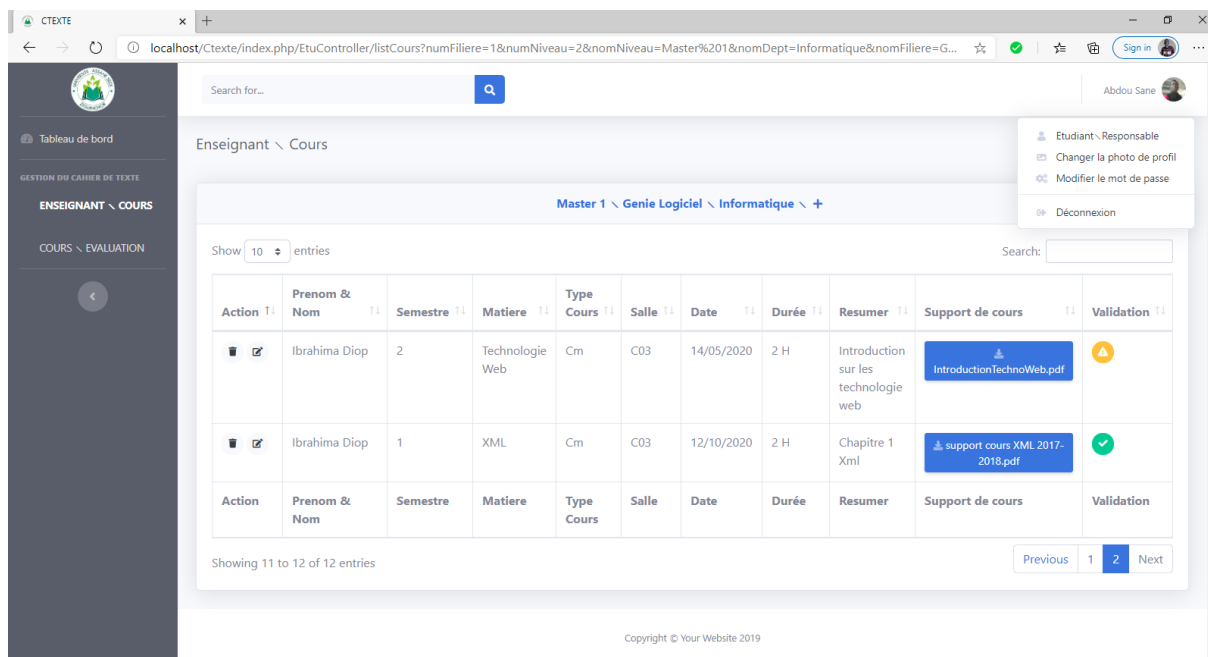 CTEXTE
localhost/Ctexte/index.php/EtuController/listCours?numFiliere=1&numNiveau=2&nomNiveau=Master%201&nomDept=Informatique&nomFiliere=G...
Sign in
Search for...
Abdou Sane
Tableau de bord
GESTION DU CAHIER DE TEXTE
ENSEIGNANT \ COURS
COURS \ EVALUATION
Etudiant\Responsable
Changer la photo de profil
Modifier le mot de passe
Déconnexion
Enseignant \ Cours
Master 1 \ Genie Logiciel \ Informatique \ +
Show 10 entries
Search:
Action Prenom & Nom Semestre Matiere Type Cours Salle Date Durée Resumer Support de cours Validation
Ibrahima Diop 2 Technologie Web Cm C03 14/05/2020 2 H Introduction sur les technologie web IntroductionTechnoWeb.pdf
Ibrahima Diop 1 XML Cm C03 12/10/2020 2 H Chapitre 1 Xml support cours XML 2017-2018.pdf
Action Prenom & Nom Semestre Matiere Type Cours Salle Date Durée Resumer Support de cours Validation
Showing 11 to 12 of 12 entries
Previous 1 2 Next
Copyright © Your Website 2019